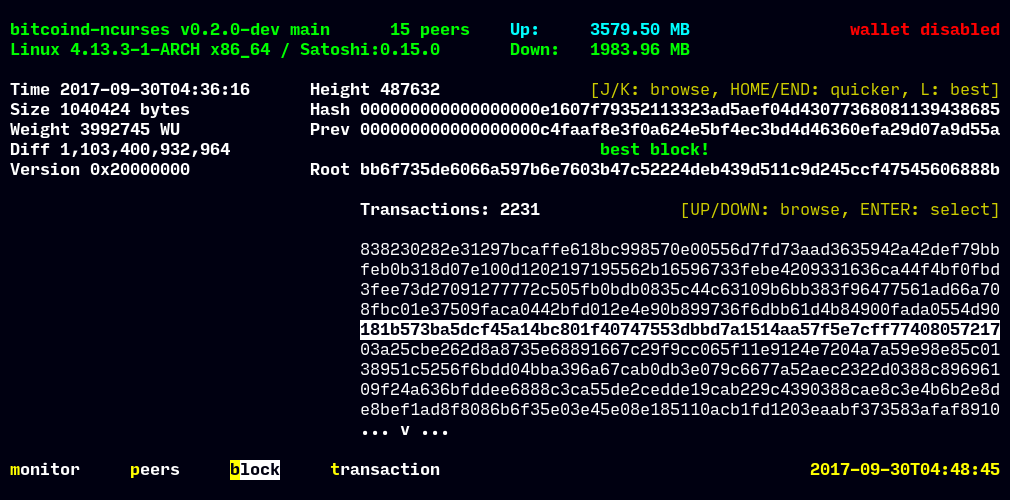 bitcoind-ncurses v0.2.0-dev main 15 peers Up: 3579.50 MB wallet disabled
Linux 4.13.3-1-ARCH x86_64 / Satoshi:0.15.0 Down: 1983.96 MB
Time 2017-09-30T04:36:16 Height 487632 [J/K: browse, HOME/END: quicker, L: best]
Size 1040424 bytes Hash 000000000000000000e1607f79352113323ad5aef04d43077368081139438685
Weight 3992745 WU Prev 000000000000000000c4faaf8e3f0a624e5bf4ec3bd4d46360efa29d07a9d55a
Diff 1,103,400,932,964 best block!
Version 0x20000000 Root bb6f735de6066a597b6e7603b47c52224deb439d511c9d245ccf47545606888b
Transactions: 2231 [UP/DOWN: browse, ENTER: select]
838230282e31297bcaffe618bc998570e00556d7fd73aad3635942a42def79bb
feb0b318d07e100d1202197195562b16596733febe4209331636ca44f4bf0fbd
3fee73d27091277772c505fb0bdb0835c44c63109b6bb383f96477561ad66a70
8fbc01e37509faca0442bfd012e4e90b899736f6dbb61d4b84900fada0554d90
181b573ba5dcf45a14bc801f40747553dbbd7a1514aa57f5e7cff77408057217
03a25cbe262d8a8735e68891667c29f9cc065f11e9124e7204a7a59e98e85c01
38951c5256f6bdd04bba396a67cab0db3e079c6677a52aec2322d0388c896961
09f24a636bfddee6888c3ca55de2cedde19cab229c4390388cae8c3e4b6b2e8d
e8bef1ad8f8086b6f35e03e45e08e185110acb1fd1203eaabf373583afaf8910
... v ...
monitor peers block transaction 2017-09-30T04:48:45